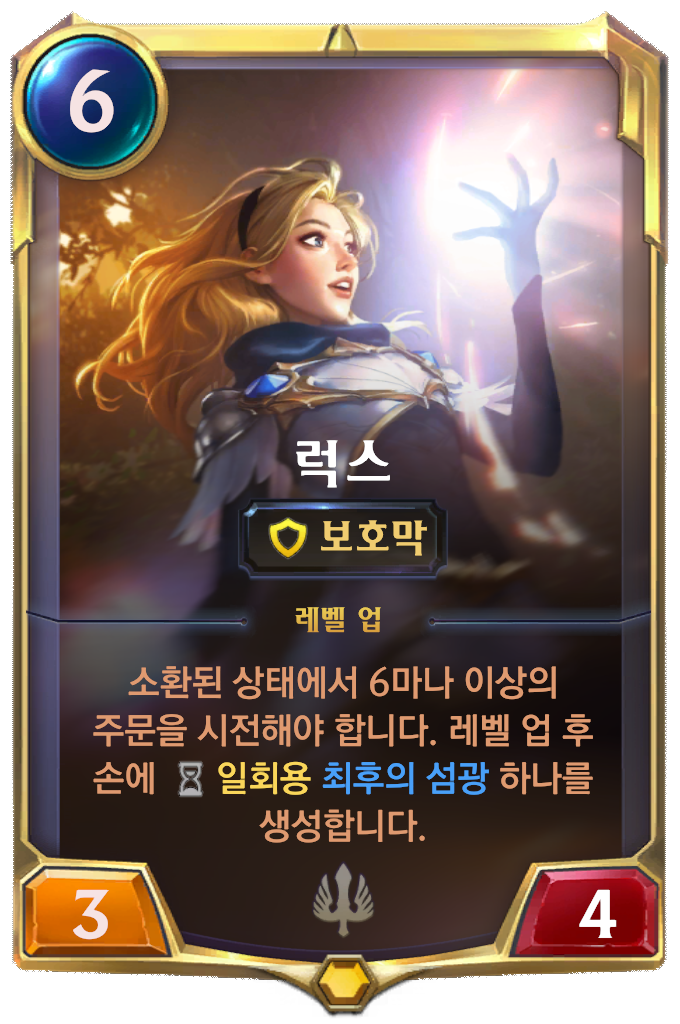 6
럭스
보호막
레벨 업
소환된 상태에서 6마나 이상의
주문을 시전해야 합니다. 레벨 업 후
손에 일회용 최후의 섬광 하나를
생성합니다.
3
4